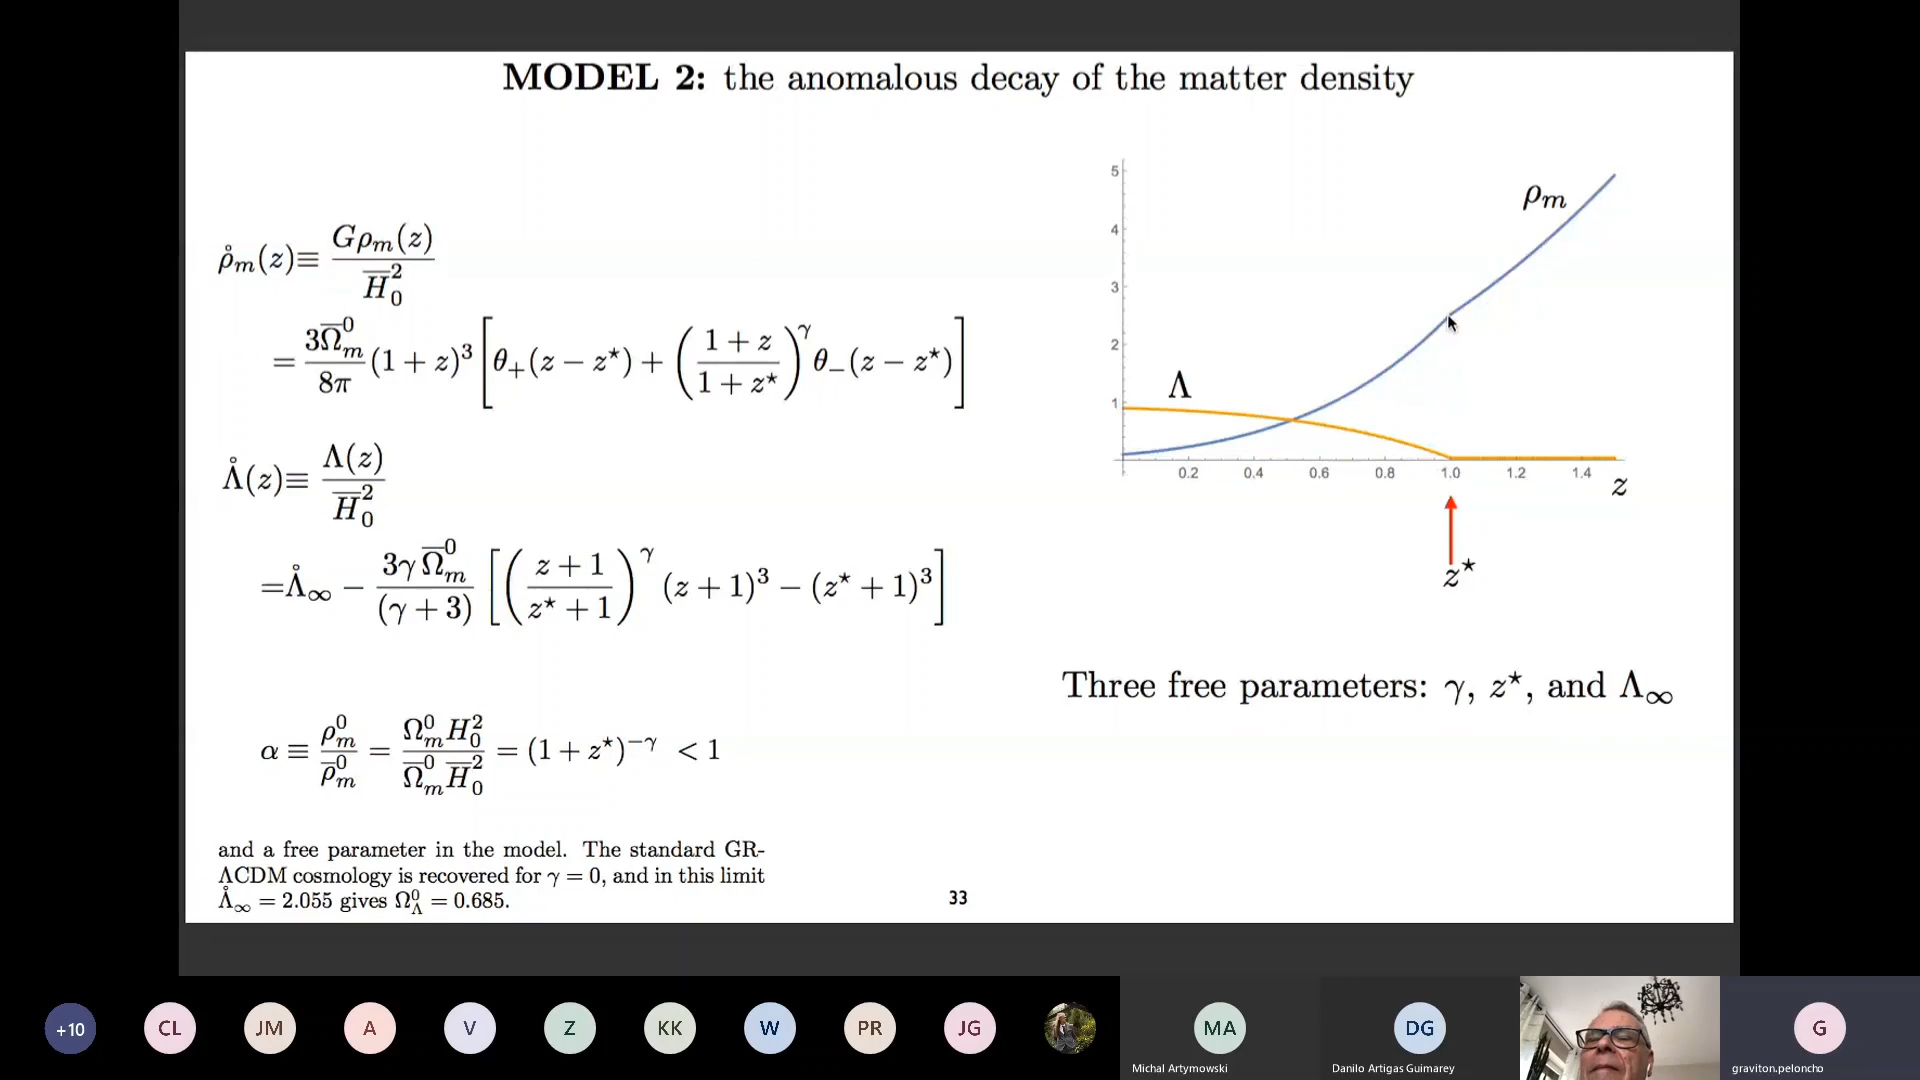 MODEL 2: the anomalous decay of the matter density
ρ̊ₘ(z)≡ Gρₘ(z) / H̅₀²
= 3Ω̅ₘ⁰ / 8π (1 + z)³ [θ₊(z − z⋆) + ((1 + z) / (1 + z⋆))^γ θ₋(z − z⋆)]
Λ̊(z)≡ Λ(z) / H̅₀²
=Λ̊∞ − 3γ Ω̅ₘ⁰ / (γ + 3) [((z + 1) / (z⋆ + 1))^γ (z + 1)³ − (z⋆ + 1)³]
α ≡ ρₘ⁰ / ρ̅ₘ⁰ = Ωₘ⁰ H₀² / Ω̅ₘ⁰ H̅₀² = (1 + z⋆)^−γ < 1
and a free parameter in the model. The standard GR-
ΛCDM cosmology is recovered for γ = 0, and in this limit
Λ̊∞ = 2.055 gives Ω_Λ⁰ = 0.685.
5
4
3
2
1
ρₘ
Λ
0.2 0.4 0.6 0.8 1.0 1.2 1.4
z
z⋆
Three free parameters: γ, z⋆, and Λ∞
33
+10 CL JM A V Z KK W PR JG MA DG G
Michal Artymowski
Danilo Artigas Guimarey
graviton.peloncho